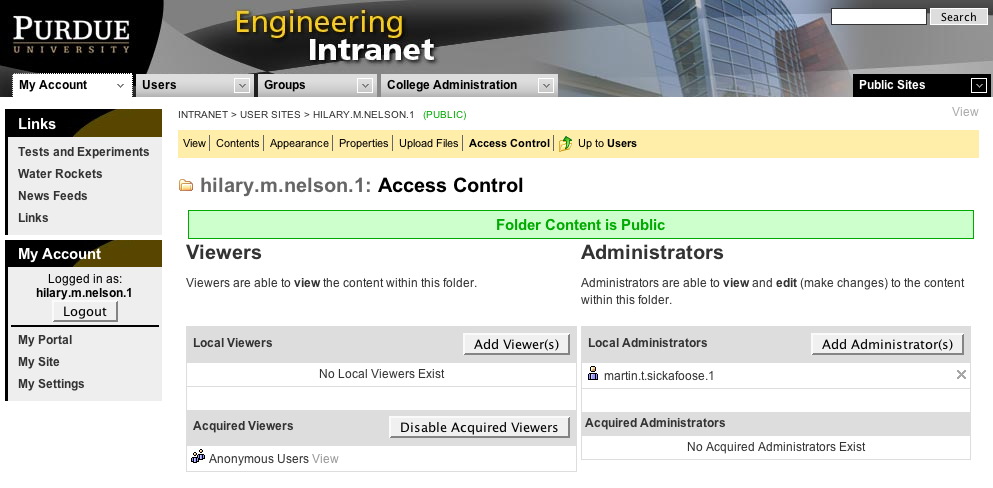 PURDUE
UNIVERSITY
Engineering
Intranet
Search
My Account
Users
Groups
College Administration
Public Sites
Links
Tests and Experiments
Water Rockets
News Feeds
Links
My Account
Logged in as:
hilary.m.nelson.1
Logout
My Portal
My Site
My Settings
INTRANET > USER SITES > HILARY.M.NELSON.1 (PUBLIC)
View
View Contents Appearance Properties Upload Files Access Control Up to Users
hilary.m.nelson.1: Access Control
Folder Content is Public
Viewers
Viewers are able to view the content within this folder.
Local Viewers
Add Viewer(s)
No Local Viewers Exist
Acquired Viewers
Disable Acquired Viewers
Anonymous Users View
Administrators
Administrators are able to view and edit (make changes) to the content
within this folder.
Local Administrators
Add Administrator(s)
martin.t.sickafoose.1
Acquired Administrators
No Acquired Administrators Exist